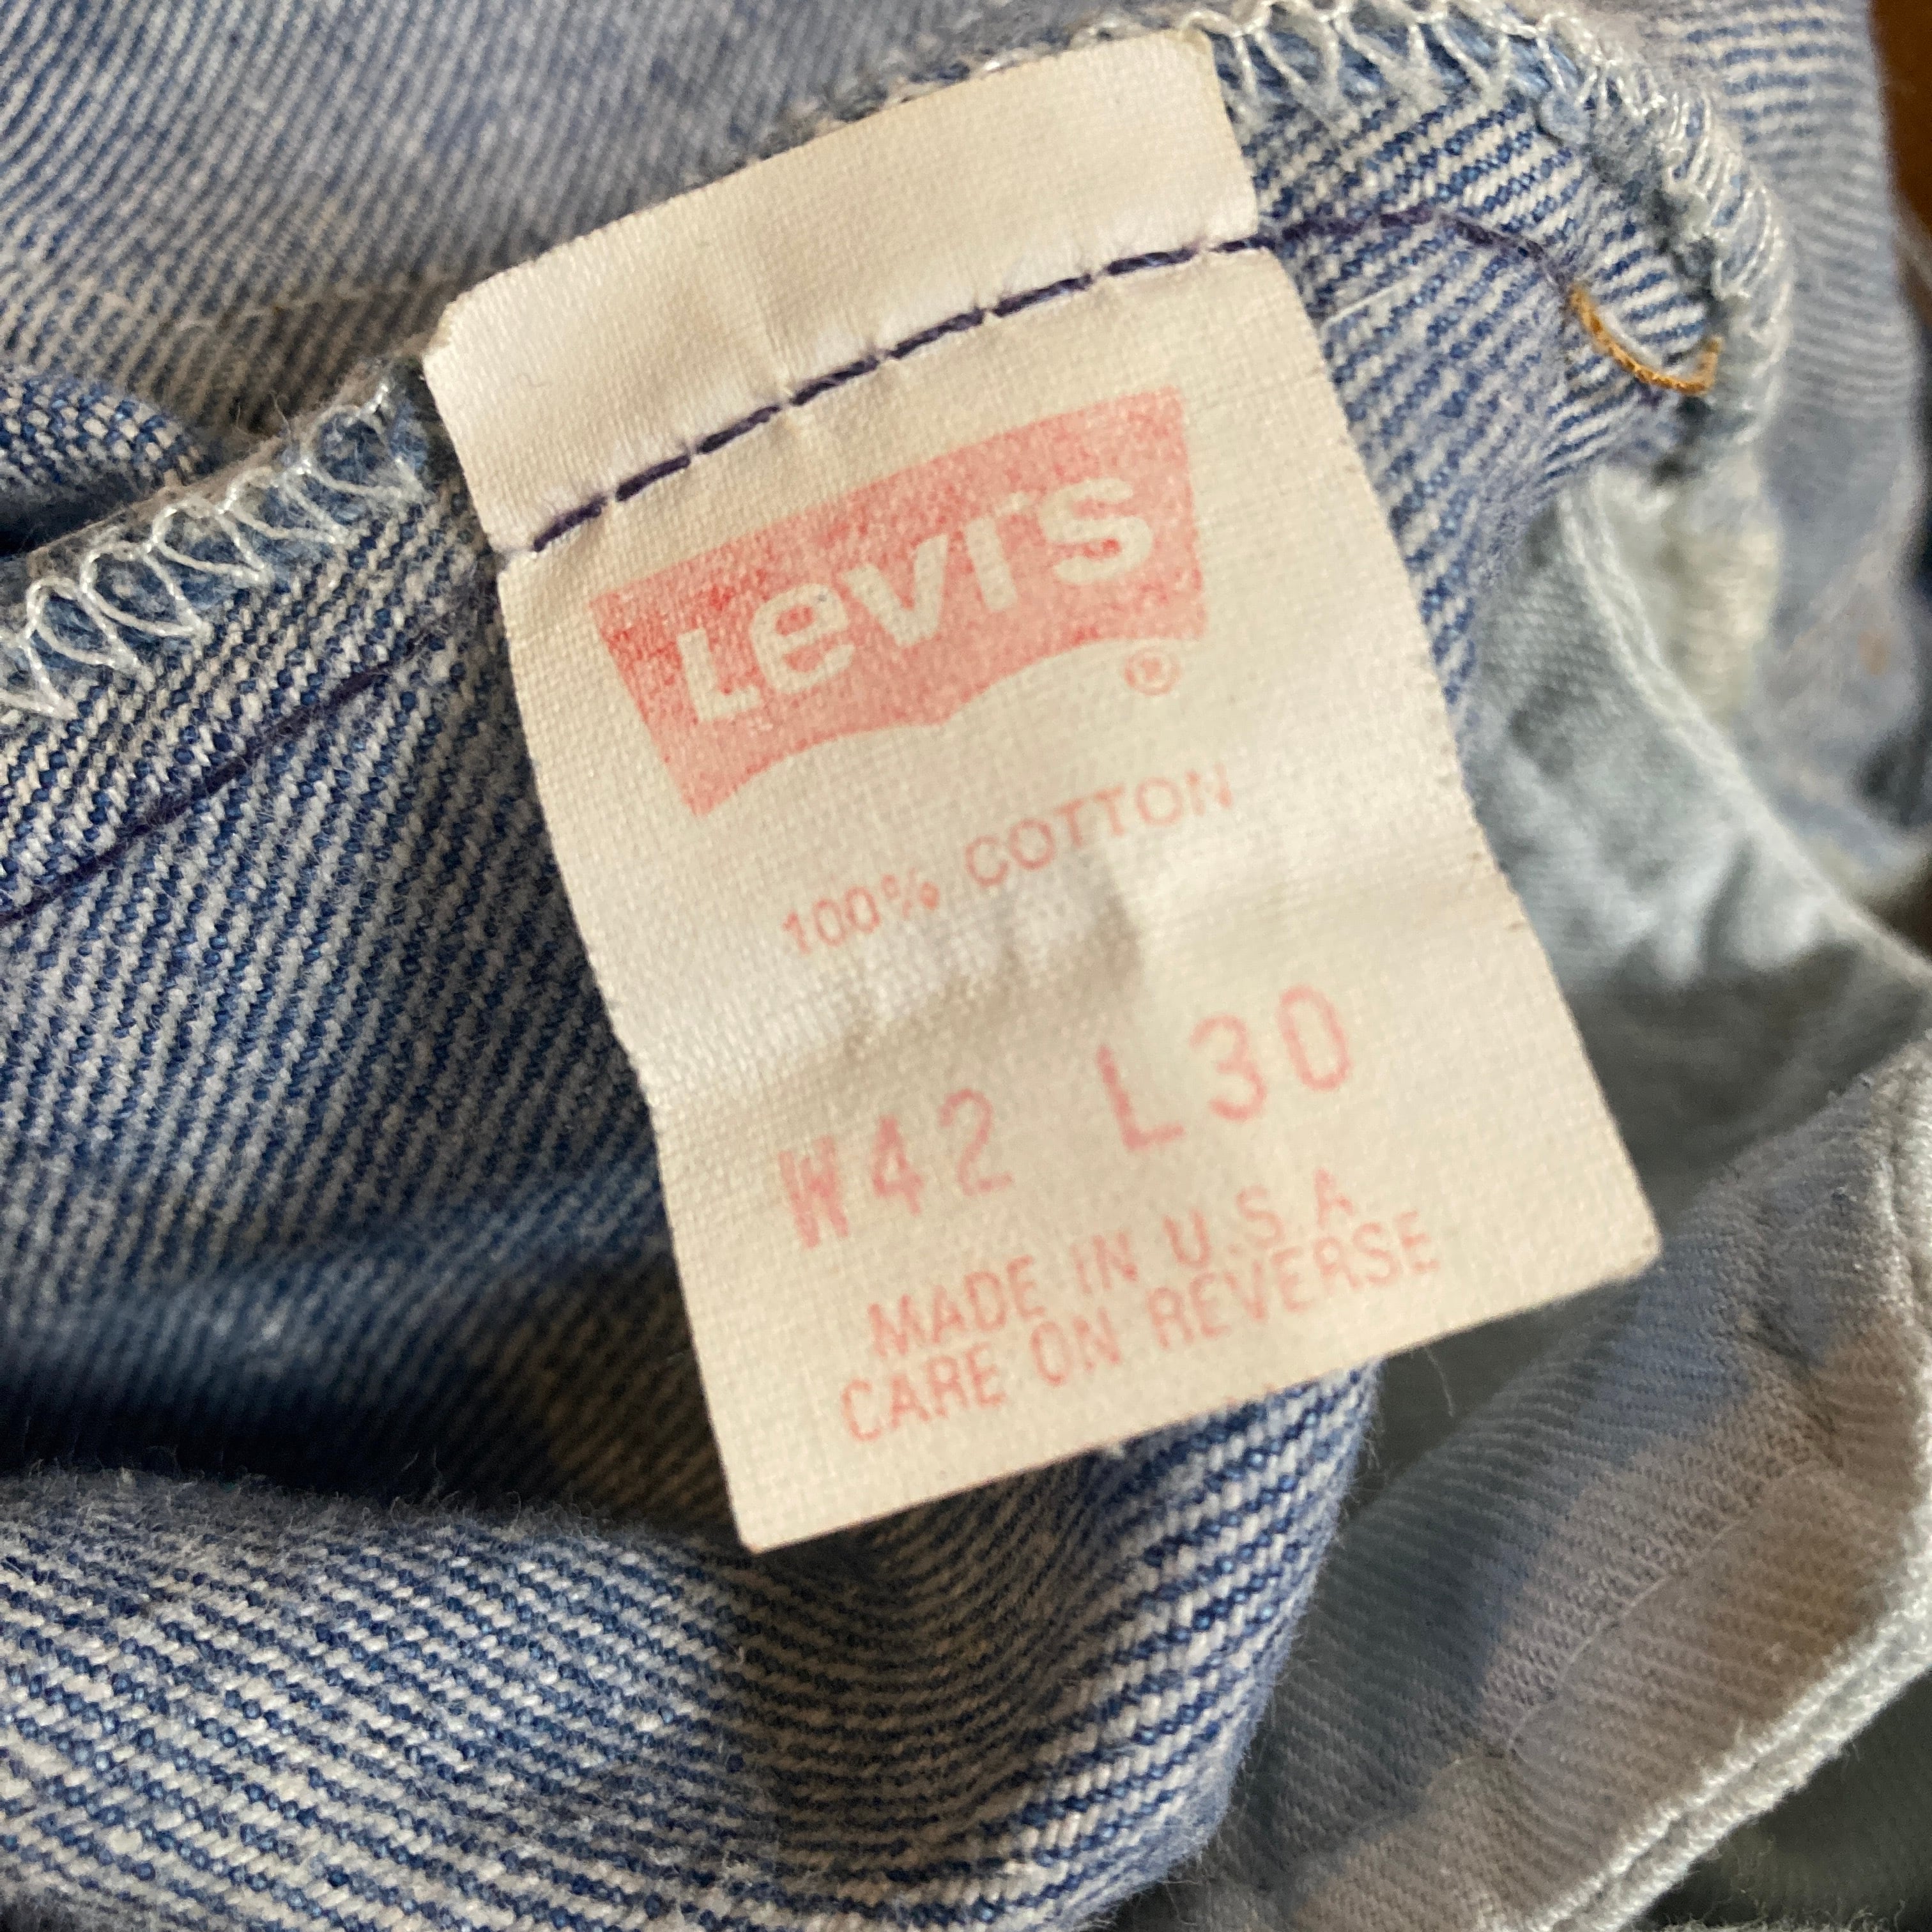 Levi's
®
100% COTTON
W42 L30
MADE IN U.S.A
CARE ON REVERSE